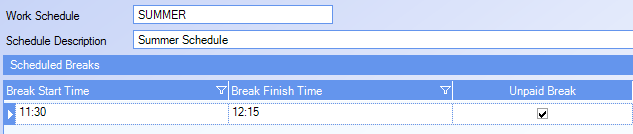 Work Schedule SUMMER
Schedule Description Summer Schedule
Scheduled Breaks
Break Start Time Break Finish Time Unpaid Break
11:30 12:15